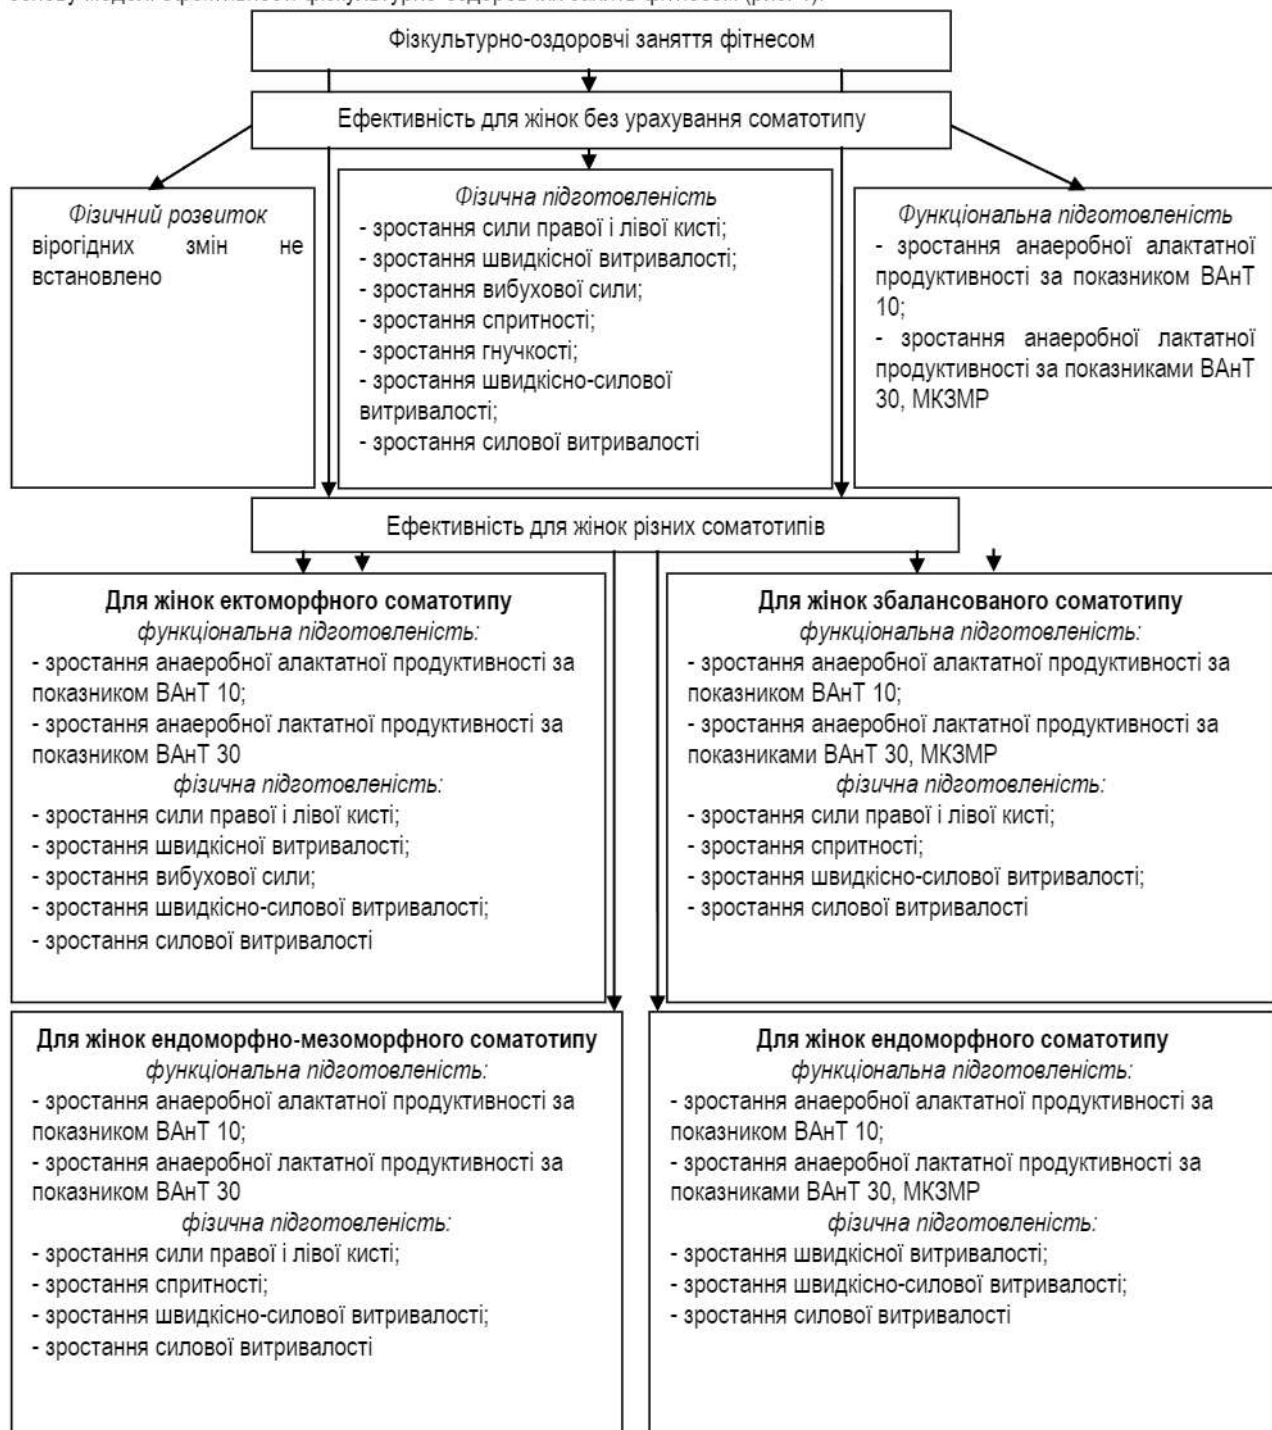 Фізкультурно-оздоровчі заняття фітнесом
Ефективність для жінок без урахування соматотипу
Фізичний розвиток
вірогідних змін не
встановлено
Фізична підготовленість
- зростання сили правої і лівої кисті;
- зростання швидкісної витривалості;
- зростання вибухової сили;
- зростання спритності;
- зростання гнучкості;
- зростання швидкісно-силової
витривалості;
- зростання силової витривалості
Функціональна підготовленість
- зростання анаеробної алактатної
продуктивності за показником ВАнТ
10;
- зростання анаеробної лактатної
продуктивності за показниками ВАнТ
30, МКЗМР
Ефективність для жінок різних соматотипів
Для жінок ектоморфного соматотипу
функціональна підготовленість:
- зростання анаеробної алактатної продуктивності за
показником ВАнТ 10;
- зростання анаеробної лактатної продуктивності за
показником ВАнТ 30
фізична підготовленість:
- зростання сили правої і лівої кисті;
- зростання швидкісної витривалості;
- зростання вибухової сили;
- зростання швидкісно-силової витривалості;
- зростання силової витривалості
Для жінок збалансованого соматотипу
функціональна підготовленість:
- зростання анаеробної алактатної продуктивності за
показником ВАнТ 10;
- зростання анаеробної лактатної продуктивності за
показниками ВАнТ 30, МКЗМР
фізична підготовленість:
- зростання сили правої і лівої кисті;
- зростання спритності;
- зростання швидкісно-силової витривалості;
- зростання силової витривалості
Для жінок ендоморфно-мезоморфного соматотипу
функціональна підготовленість:
- зростання анаеробної алактатної продуктивності за
показником ВАнТ 10;
- зростання анаеробної лактатної продуктивності за
показником ВАнТ 30
фізична підготовленість:
- зростання сили правої і лівої кисті;
- зростання спритності;
- зростання швидкісно-силової витривалості;
- зростання силової витривалості
Для жінок ендоморфного соматотипу
функціональна підготовленість:
- зростання анаеробної алактатної продуктивності за
показником ВАнТ 10;
- зростання анаеробної лактатної продуктивності за
показниками ВАнТ 30, МКЗМР
фізична підготовленість:
- зростання швидкісної витривалості;
- зростання швидкісно-силової витривалості;
- зростання силової витривалості